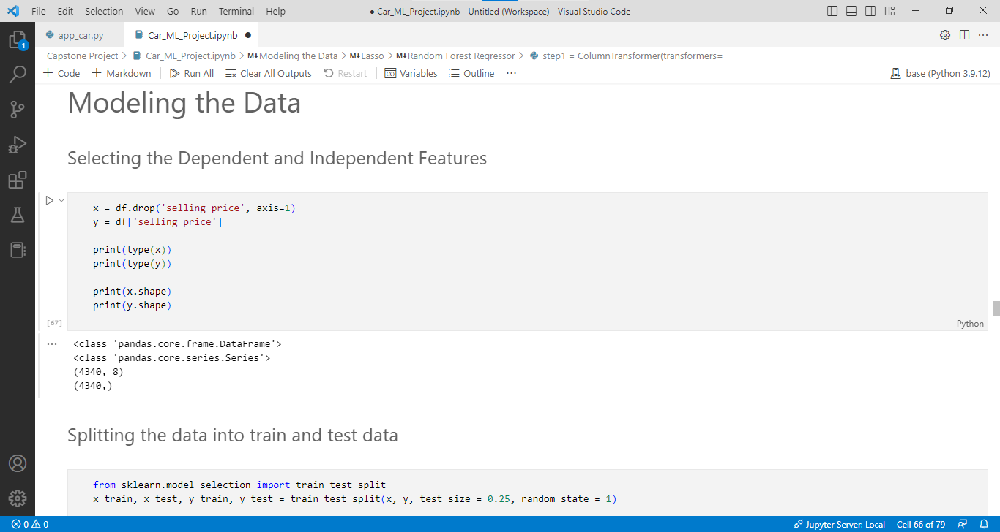 File Edit Selection View Go Run Terminal Help ● Car_ML_Project.ipynb - Untitled (Workspace) - Visual Studio Code
app_car.py Car_ML_Project.ipynb ●
Capstone Project > Car_ML_Project.ipynb > M↓Modeling the Data > M↓Lasso > M↓Random Forest Regressor > step1 = ColumnTransformer(transformers=
+ Code + Markdown Run All Clear All Outputs Restart Variables Outline ··· base (Python 3.9.12)
1
Modeling the Data
Selecting the Dependent and Independent Features
x = df.drop('selling_price', axis=1)
y = df['selling_price']
print(type(x))
print(type(y))
print(x.shape)
print(y.shape)
[67] Python
··· <class 'pandas.core.frame.DataFrame'>
<class 'pandas.core.series.Series'>
(4340, 8)
(4340,)
Splitting the data into train and test data
from sklearn.model_selection import train_test_split
x_train, x_test, y_train, y_test = train_test_split(x, y, test_size = 0.25, random_state = 1)
0 0 Jupyter Server: Local Cell 66 of 79